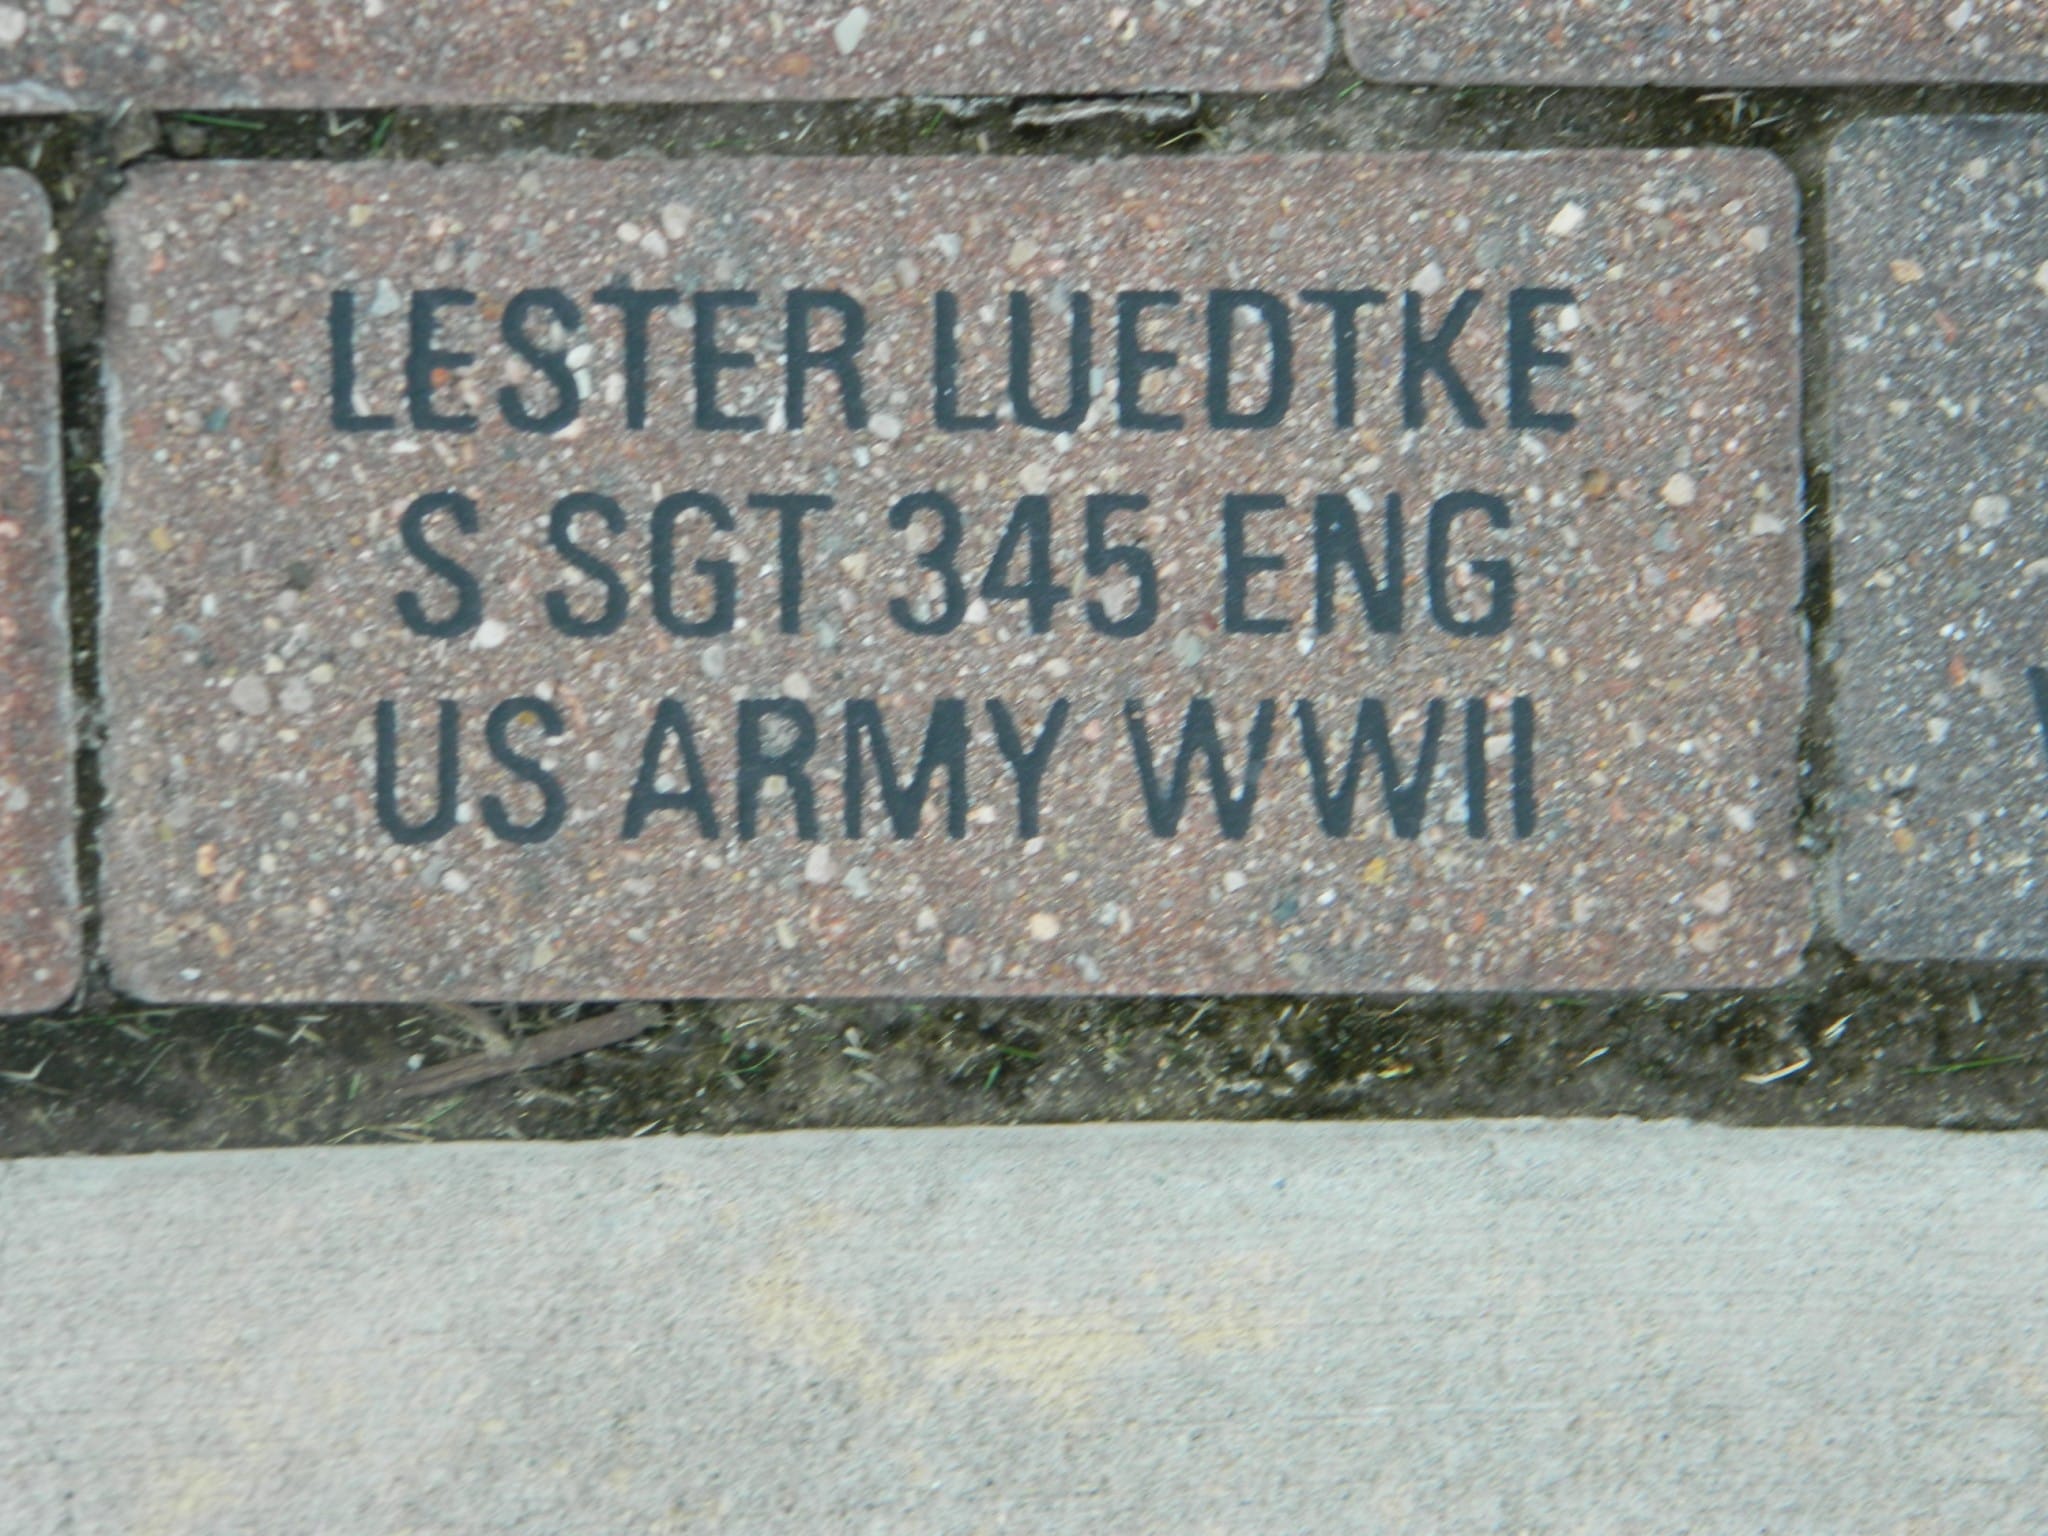 LESTER LUEDTKE
S SGT 345 ENG
US ARMY WWII